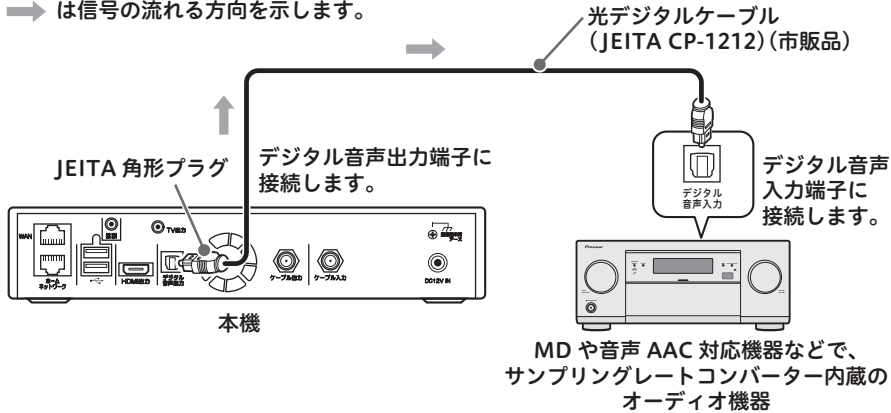 は信号の流れる方向を示します。
光デジタルケーブル
（JEITA CP-1212）（市販品）
JEITA 角形プラグ
デジタル音声出力端子に
接続します。
デジタル
音声入力
デジタル音声
入力端子に
接続します。
WAN
TV出力
ホーム
ネットワーク
HDMI出力
デジタル
音声出力
ケーブル出力
ケーブル入力
アース
DC12V IN
Pioneer
本機
MD や音声 AAC 対応機器などで、
サンプリングレートコンバーター内蔵の
オーディオ機器